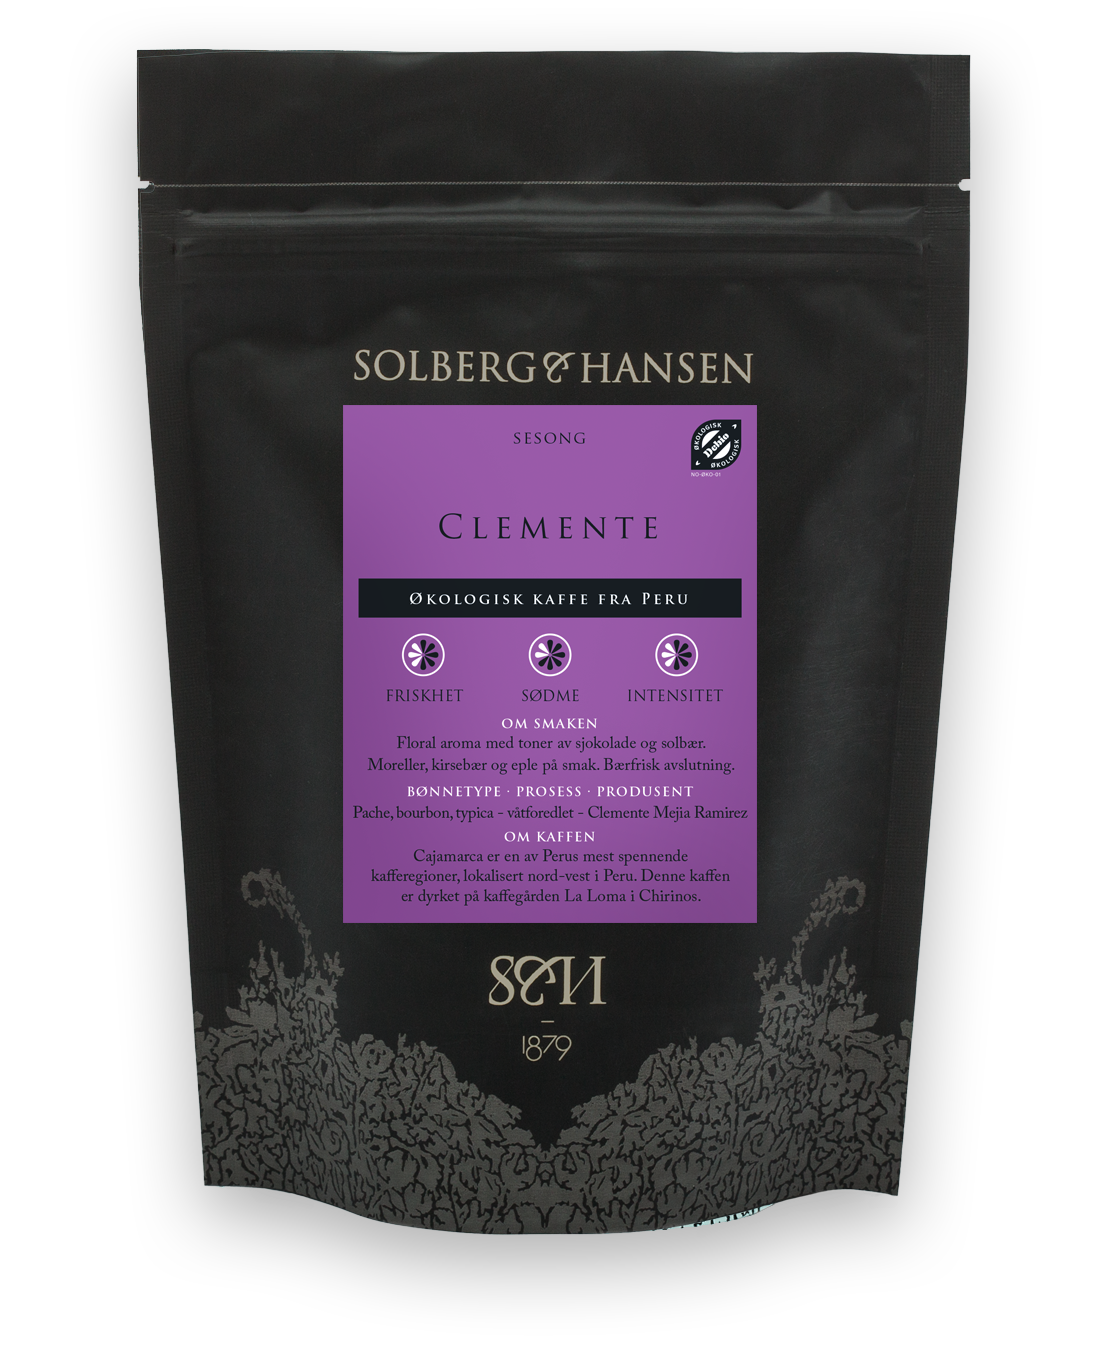 SOLBERG & HANSEN
SESONG
ØKOLOGISK
Debio
ØKOLOGISK
NO-ØKO-01
CLEMENTE
ØKOLOGISK KAFFE FRA PERU
FRISKHET SØDME INTENSITET
OM SMAKEN
Floral aroma med toner av sjokolade og solbær.
Moreller, kirsebær og eple på smak. Bærfrisk avslutning.
BØNNETYPE · PROSESS · PRODUSENT
Pache, bourbon, typica - våtforedlet - Clemente Mejia Ramirez
OM KAFFEN
Cajamarca er en av Perus mest spennende
kafferegioner, lokalisert nord-vest i Peru. Denne kaffen
er dyrket på kaffegården La Loma i Chirinos.
S&H
1879